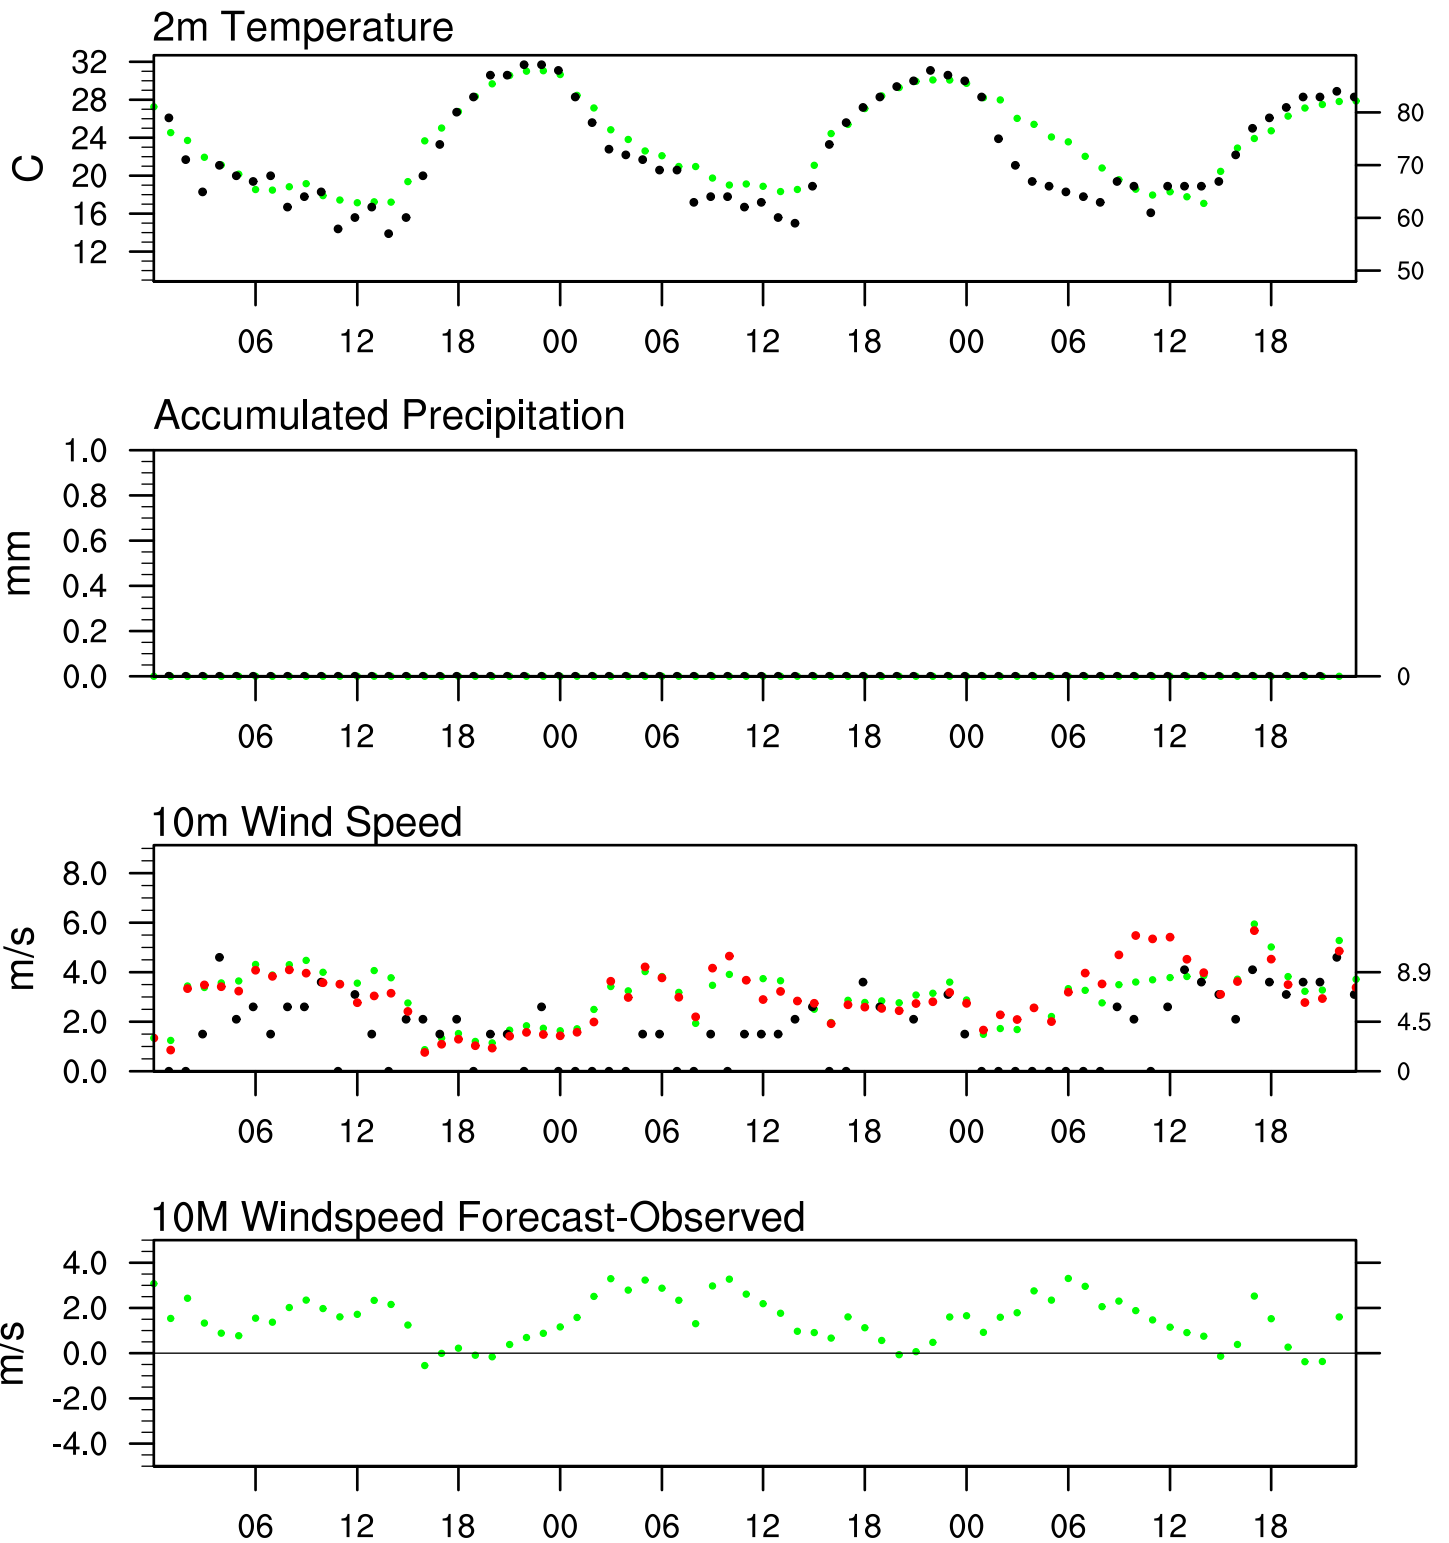 2m Temperature
32
28
24
20
16
12
C
80
70
60
50
06 12 18 00 06 12 18 00 06 12 18
Accumulated Precipitation
1.0
0.8
0.6
0.4
0.2
0.0
mm
0
06 12 18 00 06 12 18 00 06 12 18
10m Wind Speed
8.0
6.0
4.0
2.0
0.0
m/s
8.9
4.5
0
06 12 18 00 06 12 18 00 06 12 18
10M Windspeed Forecast-Observed
4.0
2.0
0.0
-2.0
-4.0
m/s
06 12 18 00 06 12 18 00 06 12 18